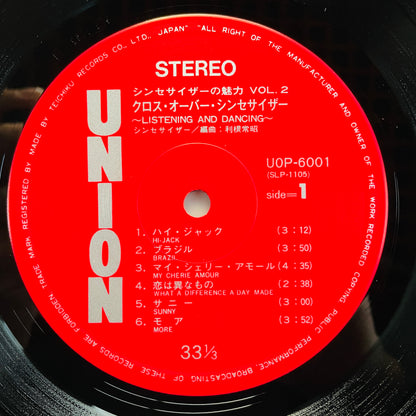 MADE BY TEICHIKU RECORDS CO., LTD., JAPAN" "ALL RIGHT OF THE MANUFACTURER AND OWNER OF THE WORK RECORDED
COPYING PUBLIC PERFORMANCE, BROADCASTING OF THESE RECORDS ARE FORBIDDEN TRADE MARK REGISTERED
STEREO
シンセサイザーの魅力 VOL. 2
クロス・オーバー・シンセサイザー
〜LISTENING AND DANCING〜
シンセサイザー／編曲：利根常昭
UNION
UOP-6001
(SLP-1105)
side=1
1. ハイ・ジャック (3:12)
HI-JACK
2. ブラジル (3:50)
BRAZIL
3. マイ・シェリー・アモール (4:35)
MY CHERIE AMOUR
4. 恋は異なもの (2:38)
WHAT A DIFFERENCE A DAY MADE
5. サニー (3:00)
SUNNY
6. モア (3:52)
MORE
33 1/3